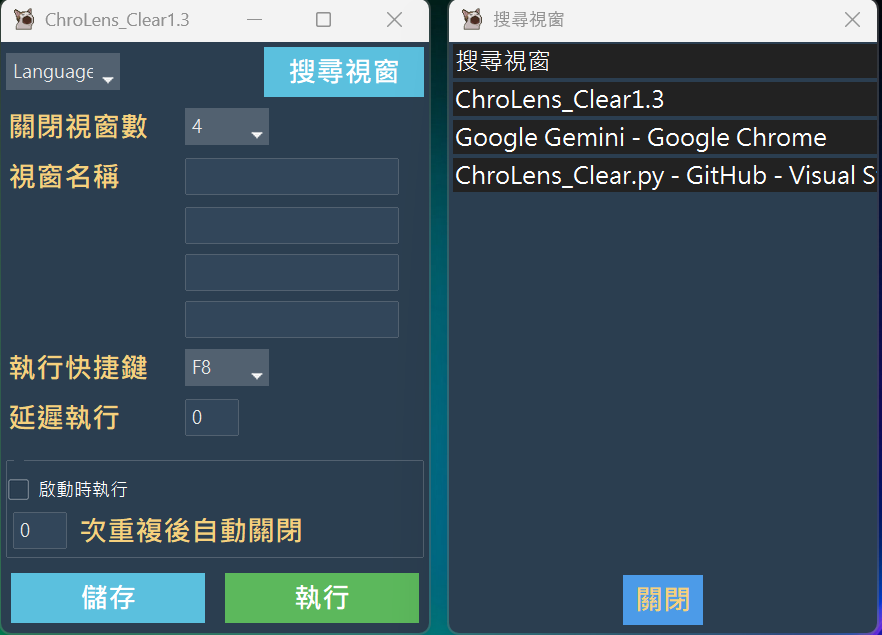 ChroLens_Clear1.3
Language
搜尋視窗
關閉視窗數
4
視窗名稱
執行快捷鍵
F8
延遲執行
0
啟動時執行
0
次重複後自動關閉
儲存
執行
搜尋視窗
搜尋視窗
ChroLens_Clear1.3
Google Gemini - Google Chrome
ChroLens_Clear.py - GitHub - Visual S
關閉